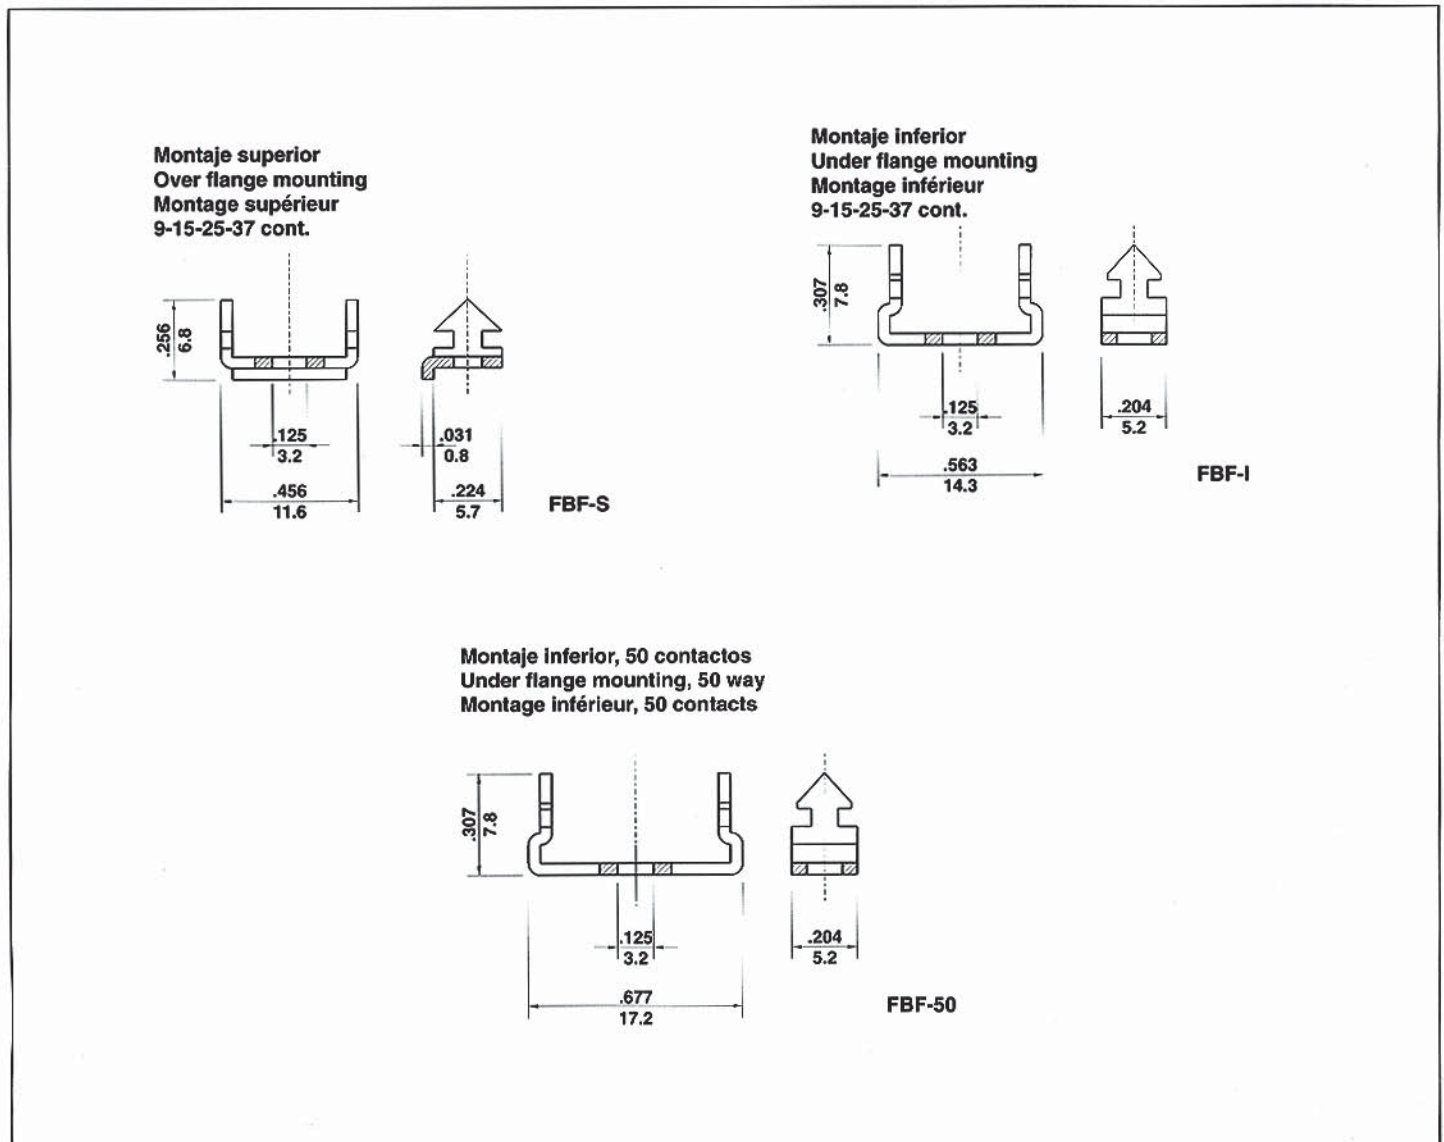 Montaje superior
Over flange mounting
Montage supérieur
9-15-25-37 cont.
.256
6.8
.125
3.2
.456
11.6
.031
0.8
.224
5.7
FBF-S
Montaje inferior
Under flange mounting
Montage inférieur
9-15-25-37 cont.
.307
7.8
.125
3.2
.563
14.3
.204
5.2
FBF-I
Montaje inferior, 50 contactos
Under flange mounting, 50 way
Montage inférieur, 50 contacts
.307
7.8
.125
3.2
.677
17.2
.204
5.2
FBF-50